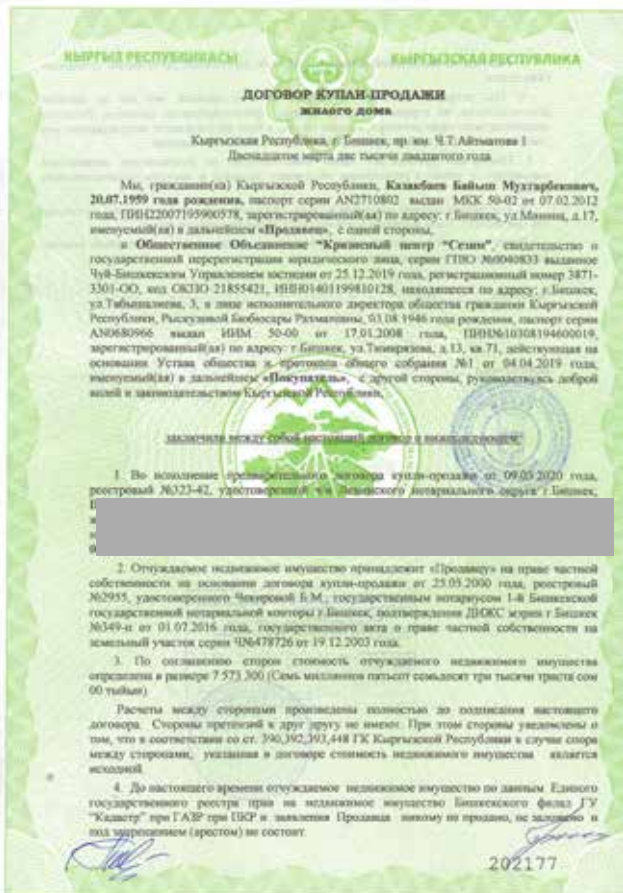 КЫРГЫЗ РЕСПУБЛИКАСЫ
КЫРГЫЗСКАЯ РЕСПУБЛИКА
ДОГОВОР КУПЛИ-ПРОДАЖИ
жилого дома
Кыргызская Республика, г. Бишкек, пр. им. Ч.Т.Айтматова 1
Двенадцатое марта две тысячи двадцатого года
Мы, гражданин(ка) Кыргызской Республики, Казакбаев Байыш Мухтарбекович,
20.07.1959 года рождения, паспорт серии AN2710802 выдан МКК 50-02 от 07.02.2012
года, ПИН22007195900578, зарегистрированный(ая) по адресу: г.Бишкек, ул.Манина, д.17,
именуемый(ая) в дальнейшем «Продавец», с одной стороны,
и Общественное Объединение "Кризисный центр "Сезим", свидетельство о
государственной перерегистрации юридического лица, серии ГПЮ №0040833 выданное
Чуй-Бишкекским Управлением юстиции от 25.12.2019 года, регистрационный номер 3871-
3301-ОО, код ОКПО 21855421, ИНН01401199810128, находящееся по адресу: г.Бишкек,
ул.Табышалиева, 3, в лице исполнительного директора общества гражданки Кыргызской
Республики, Рыскуловой Бюбюсары Рахматовны, 03.08.1946 года рождения, паспорт серии
AN0680966 выдан ИИМ 50-00 от 17.01.2008 года, ПИН№10308194600019,
зарегистрированный(ая) по адресу: г.Бишкек, ул.Тимирязева, д.13, кв.71, действующая на
основании Устава общества и протокола общего собрания №1 от 04.04.2019 года,
именуемый(ая) в дальнейшем «Покупатель», с другой стороны, руководствуясь доброй
волей и законодательством Кыргызской Республики,
заключили между собой настоящий договор о нижеследующем:
1. Во исполнение предварительного договора купли-продажи от 09.03.2020 года,
реестровый №323-42, удостоверенной ч/н Ленинского нотариального округа г.Бишкек,
2. Отчуждаемое недвижимое имущество принадлежит «Продавцу» на праве частной
собственности на основании договора купли-продажи от 25.05.2000 года, реестровый
№2955, удостоверенного Чекировой Б.М., государственным нотариусом 1-й Бишкекской
государственной нотариальной конторы г.Бишкек, подтверждения ДИЖС мэрии г.Бишкек
№349-п от 01.07.2016 года, государственного акта о праве частной собственности на
земельный участок серии Ч№478726 от 19.12.2003 года.
3. По соглашению сторон стоимость отчуждаемого недвижимого имущества
определена в размере 7 573 300 (Семь миллионов пятьсот семьдесят три тысячи триста сом
00 тыйын)
Расчеты между сторонами произведены полностью до подписания настоящего
договора. Стороны претензий к друг другу не имеют. При этом стороны уведомлены о
том, что в соответствии со ст. 390,392,393,448 ГК Кыргызской Республики в случае спора
между сторонами, указанная в договоре стоимость недвижимого имущества является
исходной.
4. До настоящего времени отчуждаемое недвижимое имущество по данным Единого
государственного реестра прав на недвижимое имущество Бишкекский филиал ГУ
"Кадастр" при ГАЗР при ПКР и заявления Продавца никому не продано, не заложено и
под запрещением (арестом) не состоит.
202177